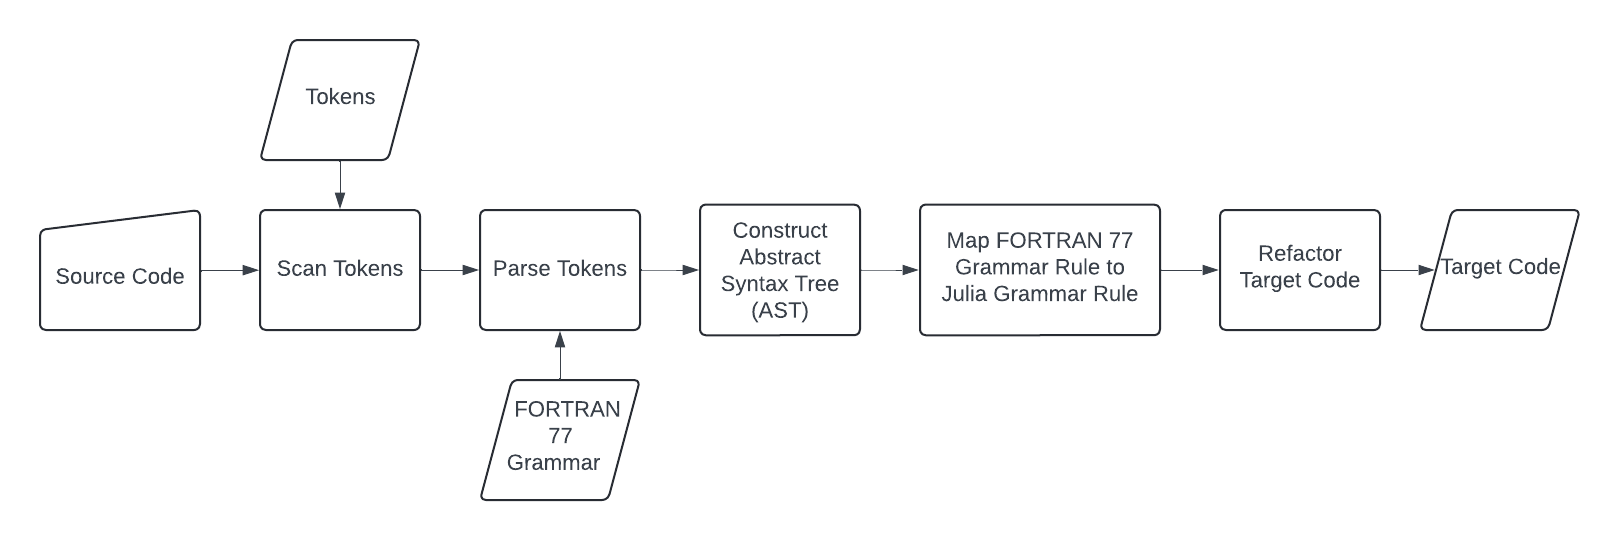 Tokens
Source Code
Scan Tokens
Parse Tokens
Construct
Abstract
Syntax Tree
(AST)
Map FORTRAN 77
Grammar Rule to
Julia Grammar Rule
Refactor
Target Code
Target Code
FORTRAN
77
Grammar